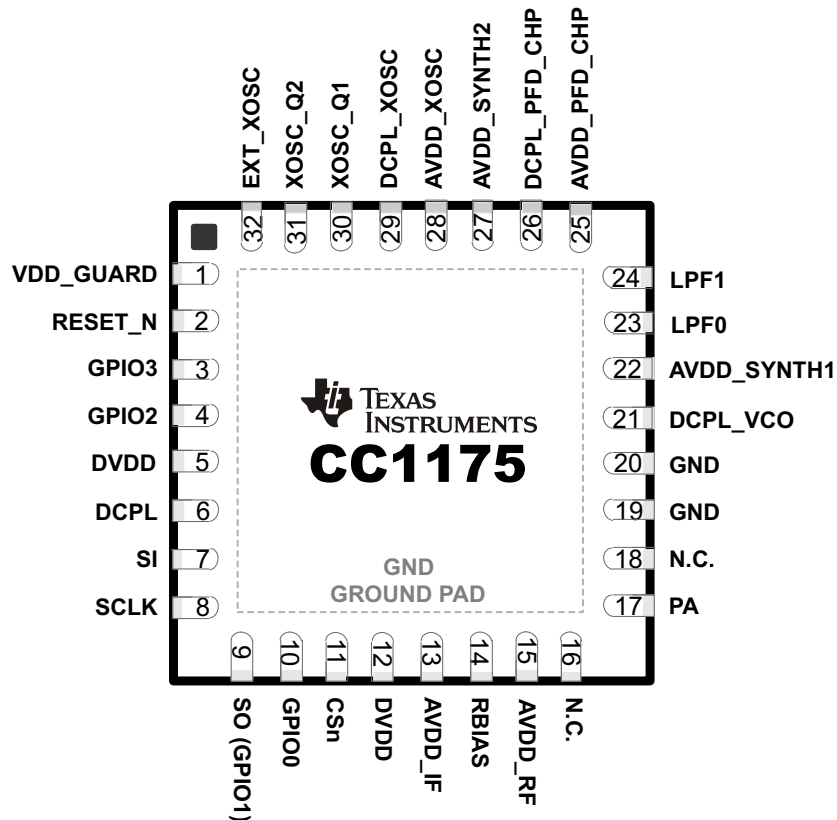 EXT_XOSC
XOSC_Q2
XOSC_Q1
DCPL_XOSC
AVDD_XOSC
AVDD_SYNTH2
DCPL_PFD_CHP
AVDD_PFD_CHP
32
31
30
29
28
27
26
25
VDD_GUARD 1
RESET_N 2
GPIO3 3
GPIO2 4
DVDD 5
DCPL 6
SI 7
SCLK 8
24 LPF1
23 LPF0
22 AVDD_SYNTH1
21 DCPL_VCO
20 GND
19 GND
18 N.C.
17 PA
TEXAS
INSTRUMENTS
CC1175
GND
GROUND PAD
9
10
11
12
13
14
15
16
SO (GPIO1)
GPIO0
CSn
DVDD
AVDD_IF
RBIAS
AVDD_RF
N.C.